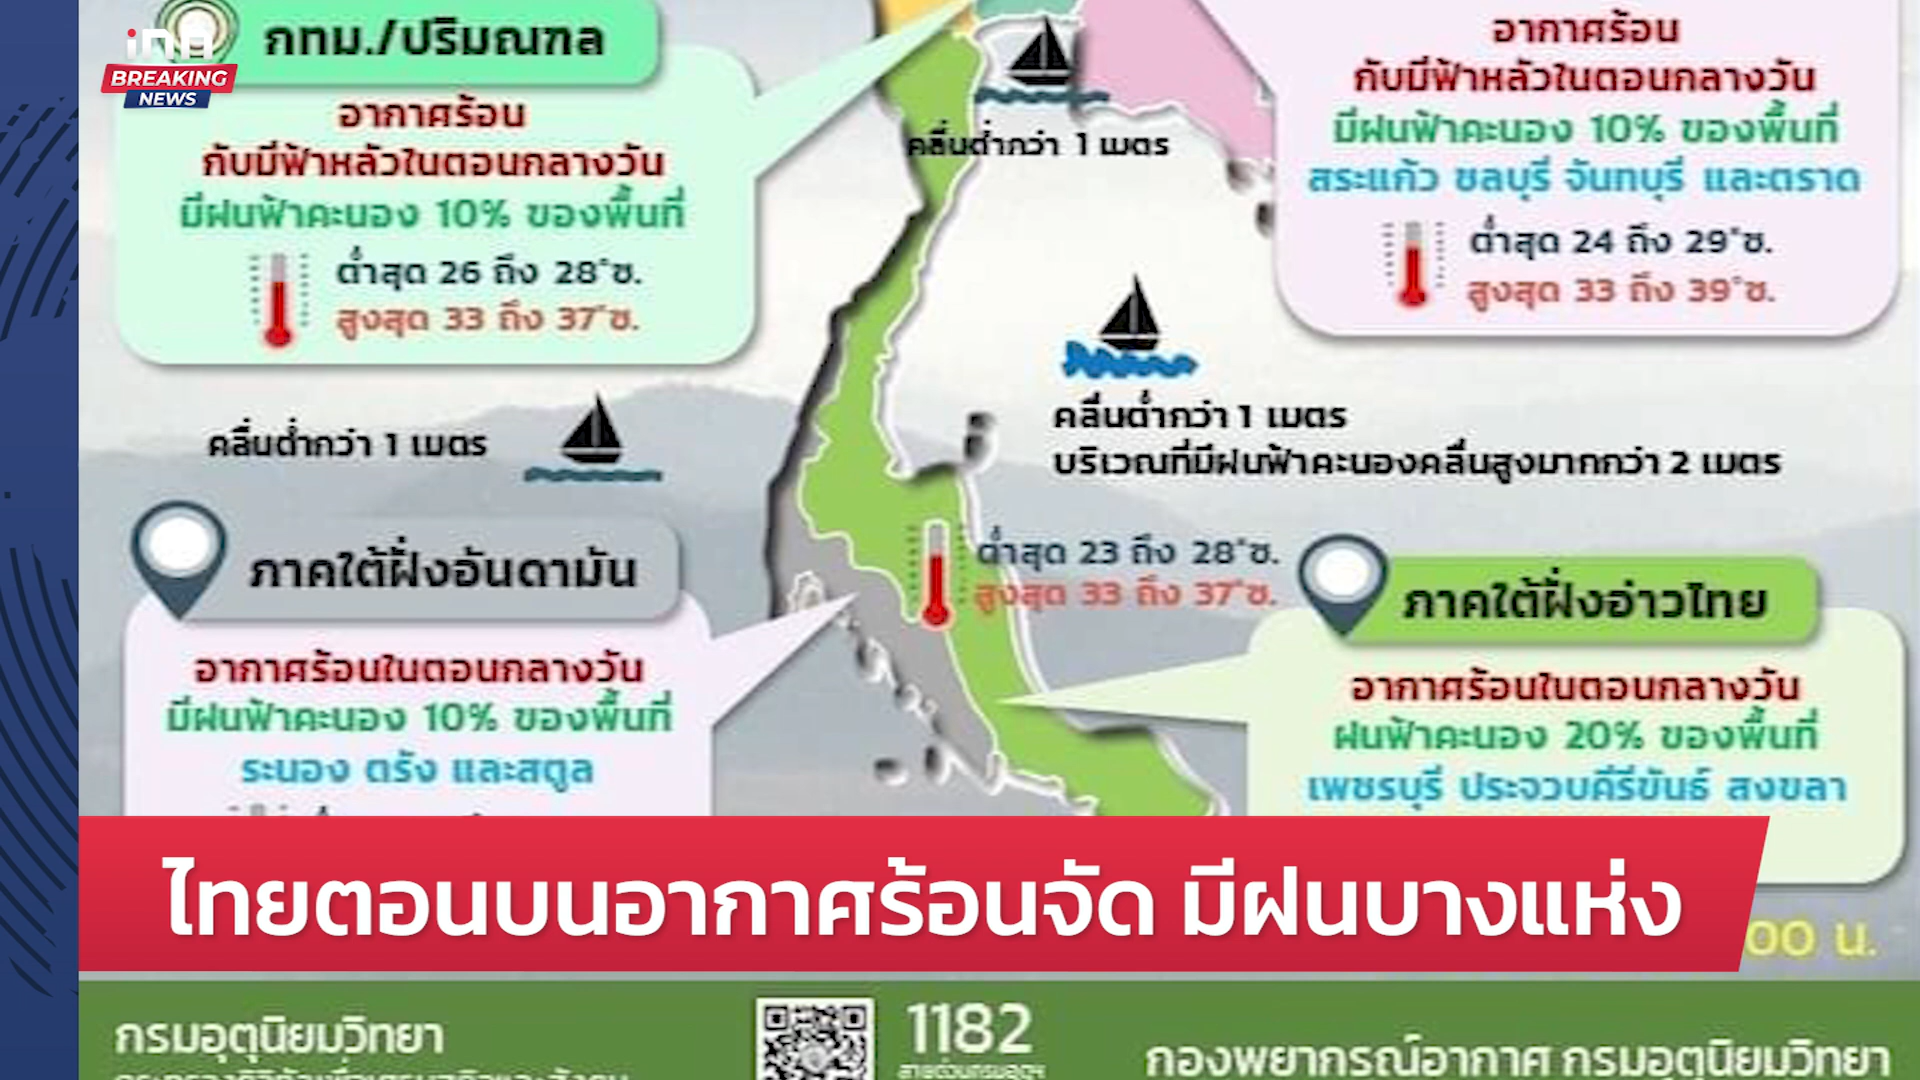 inn
BREAKING
NEWS
กทม./ปริมณฑล
อากาศร้อน
กับมีฟ้าหลัวในตอนกลางวัน
มีฝนฟ้าคะนอง 10% ของพื้นที่
ต่ำสุด 26 ถึง 28°ซ.
สูงสุด 33 ถึง 37°ซ.
คลื่นต่ำกว่า 1 เมตร
อากาศร้อน
กับมีฟ้าหลัวในตอนกลางวัน
มีฝนฟ้าคะนอง 10% ของพื้นที่
สระแก้ว ชลบุรี จันทบุรี และตราด
ต่ำสุด 24 ถึง 29°ซ.
สูงสุด 33 ถึง 39°ซ.
คลื่นต่ำกว่า 1 เมตร
คลื่นต่ำกว่า 1 เมตร
บริเวณที่มีฝนฟ้าคะนองคลื่นสูงมากกว่า 2 เมตร
ภาคใต้ฝั่งอันดามัน
อากาศร้อนในตอนกลางวัน
มีฝนฟ้าคะนอง 10% ของพื้นที่
ระนอง ตรัง และสตูล
ต่ำสุด 23 ถึง 28°ซ.
สูงสุด 33 ถึง 37°ซ.
ภาคใต้ฝั่งอ่าวไทย
อากาศร้อนในตอนกลางวัน
ฝนฟ้าคะนอง 20% ของพื้นที่
เพชรบุรี ประจวบคีรีขันธ์ สงขลา
ไทยตอนบนอากาศร้อนจัด มีฝนบางแห่ง
00 น.
กรมอุตุนิยมวิทยา
1182
สายด่วนกรมอุตุฯ
กองพยากรณ์อากาศ กรมอุตุนิยมวิทยา